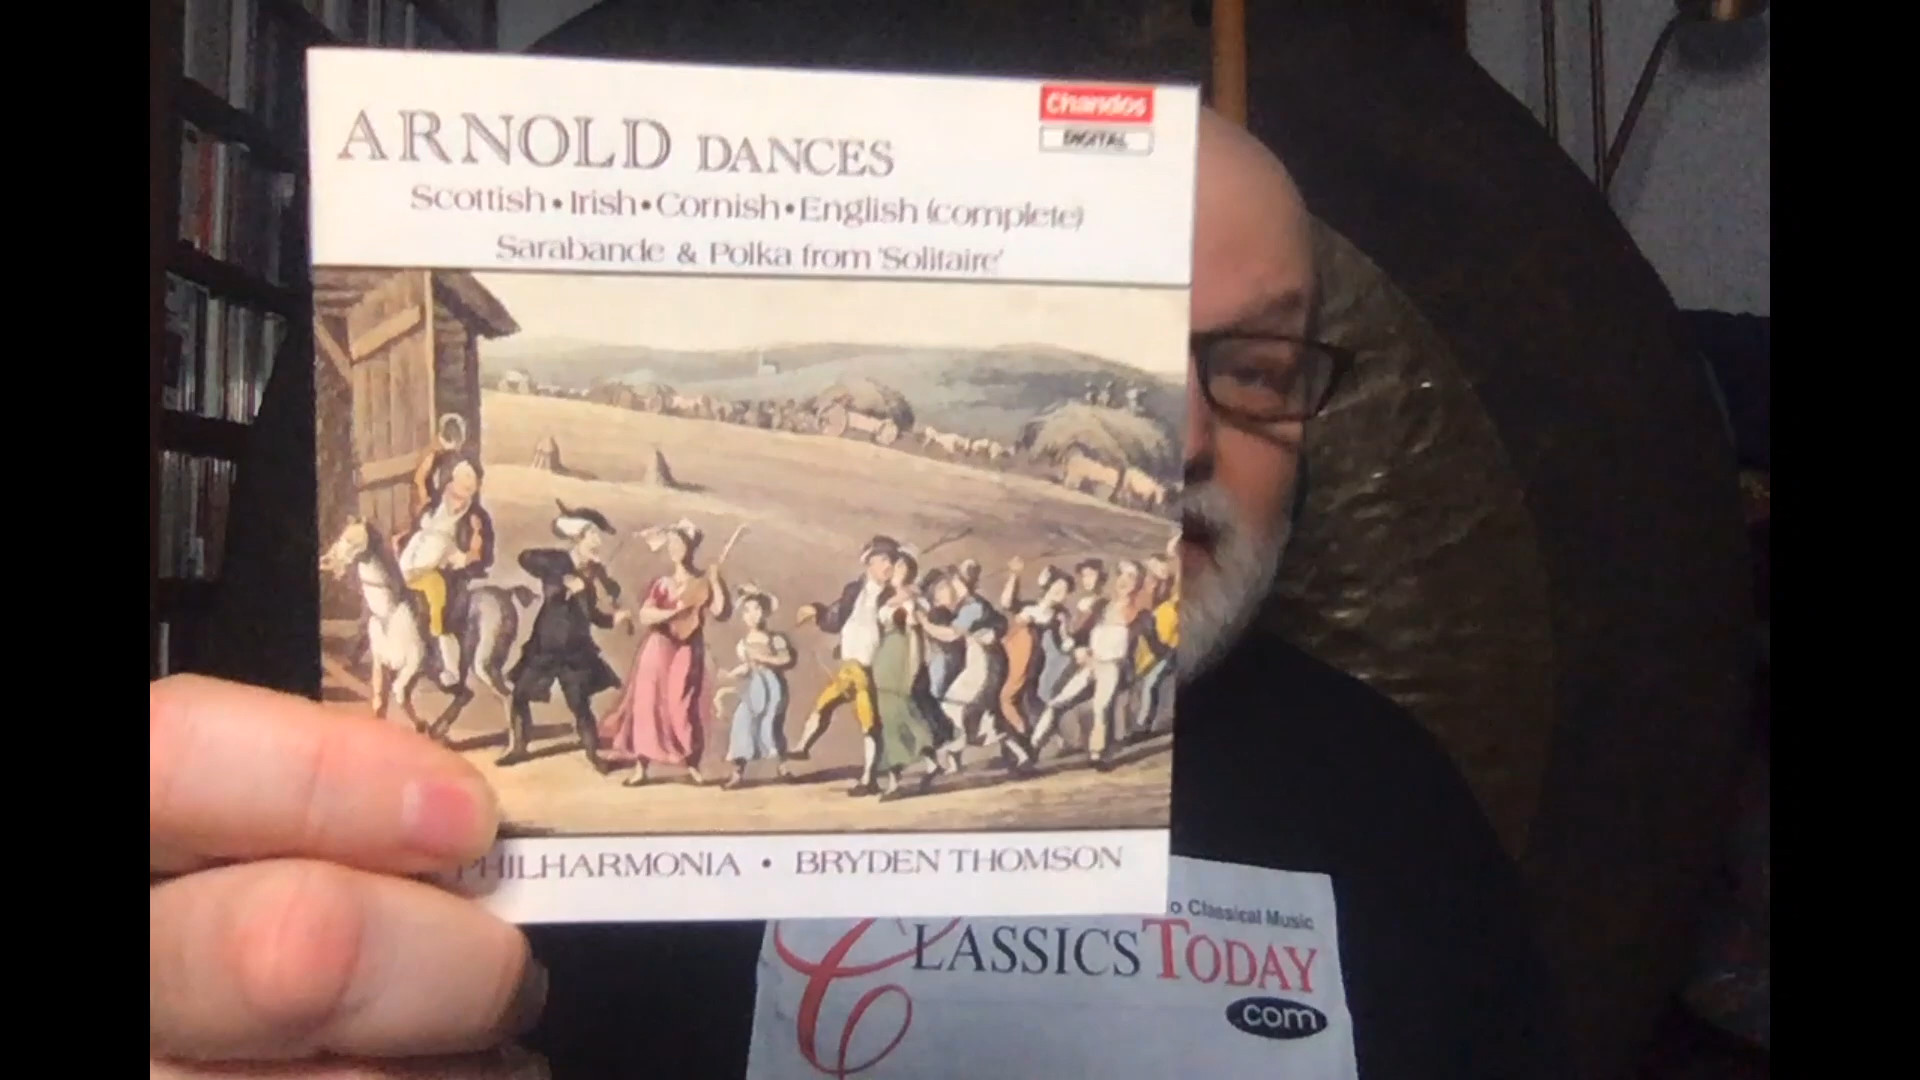 Chandos
DIGITAL
ARNOLD DANCES
Scottish • Irish • Cornish • English (complete)
Sarabande & Polka from 'Solitaire'
PHILHARMONIA • BRYDEN THOMSON
o Classical Music
CLASSICSTODAY
com